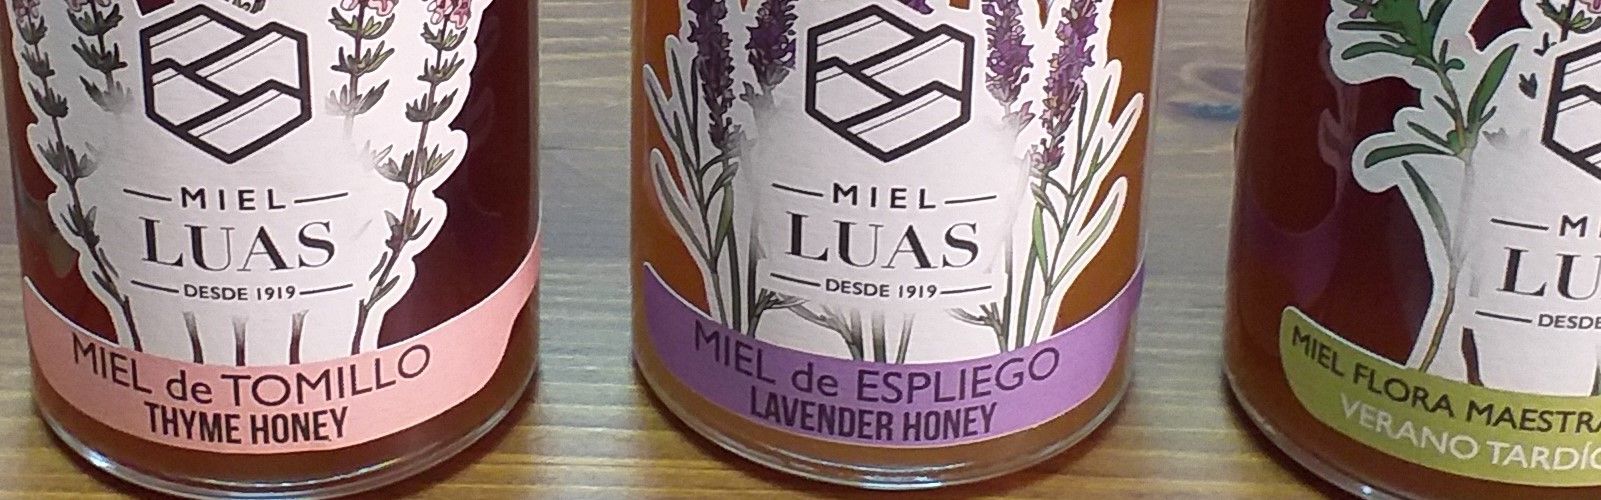 MIEL
LUAS
DESDE 1919
MIEL de TOMILLO
THYME HONEY
MIEL
LUAS
DESDE 1919
MIEL de ESPLIEGO
LAVENDER HONEY
MIEL FLORA
VERANO